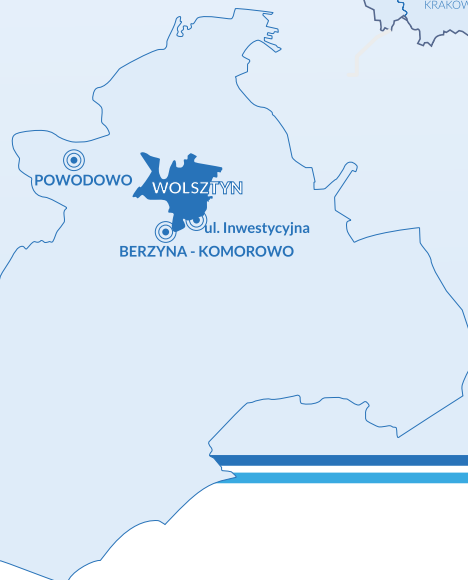 KRAKOW
POWODOWO
WOLSZTYN
ul. Inwestycyjna
BERZYNA - KOMOROWO